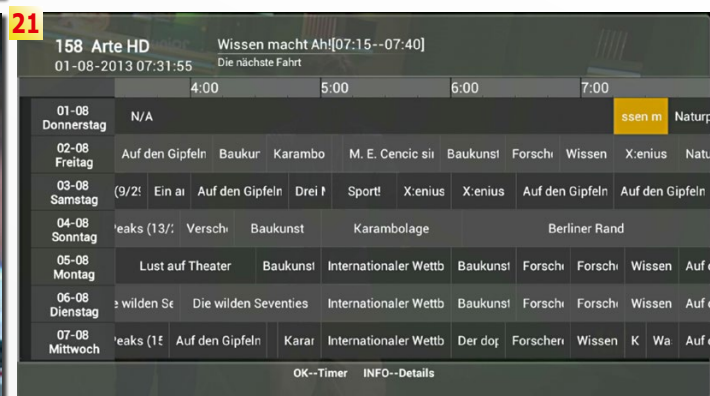 21
158 Arte HD
Wissen macht Ah![07:15--07:40]
01-08-2013 07:31:55
Die nächste Fahrt
4:00 5:00 6:00 7:00
01-08
Donnerstag
N/A ssen m Naturp
02-08
Freitag
Auf den Gipfeln Baukur Karambo M. E. Cencic sii Baukunst Forsch Wissen X:enius Natu
03-08
Samstag
(9/25 Ein ai Auf den Gipfeln Drei Sport! X:enius X:enius Auf den Gipfeln Auf den Gipfeln
04-08
Sonntag
Peaks (13/ Versch Baukunst Karambolage Berliner Rand
05-08
Montag
Lust auf Theater Baukunst Internationaler Wettb Baukunst Forsch Forsch Wissen Auf
06-08
Dienstag
e wilden Se Die wilden Seventies Internationaler Wettb Baukunst Forsch Forsch Wissen Auf
07-08
Mittwoch
Peaks (15 Auf den Gipfeln Karar Internationaler Wettb Der dop Forscher Wissen K Wa Auf
OK--Timer INFO--Details